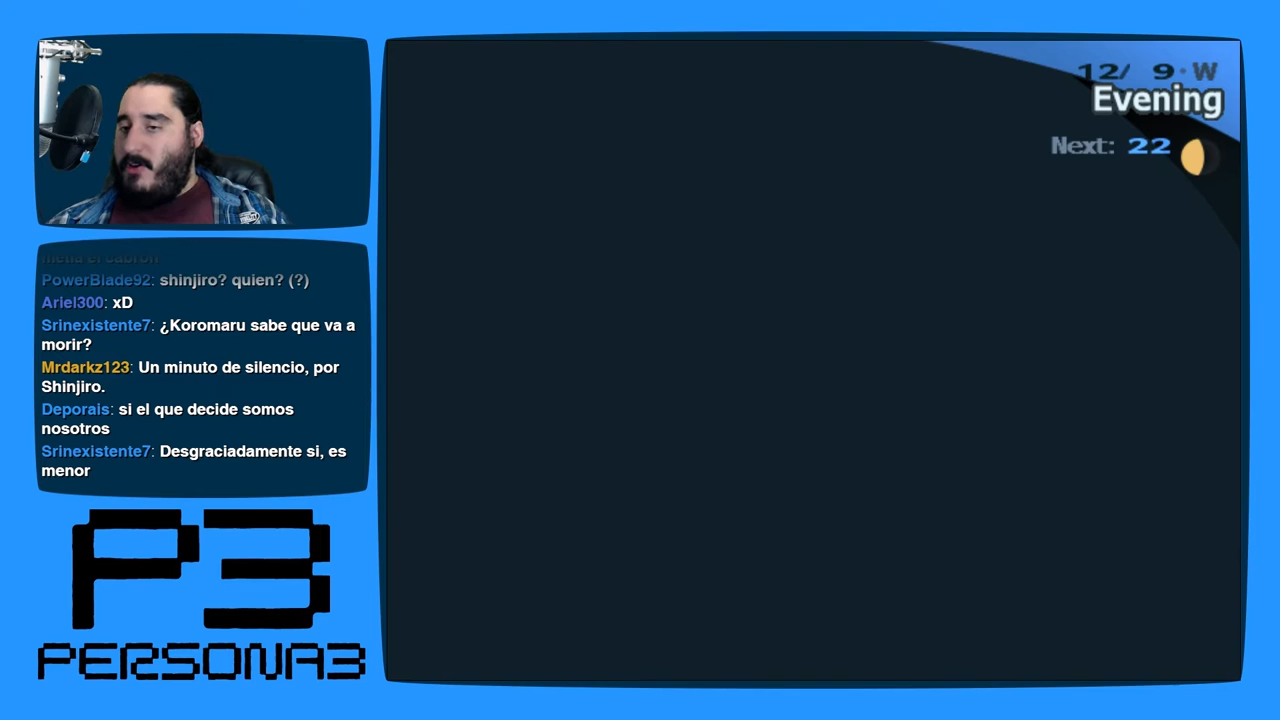 12/ 9·W
Evening
Next: 22
PowerBlade92: shinjiro? quien? (?)
Ariel300: xD
Srinexistente7: ¿Koromaru sabe que va a
morir?
Mrdarkz123: Un minuto de silencio, por
Shinjiro.
Deporais: si el que decide somos
nosotros
Srinexistente7: Desgraciadamente si, es
menor
P3
PERSONA3